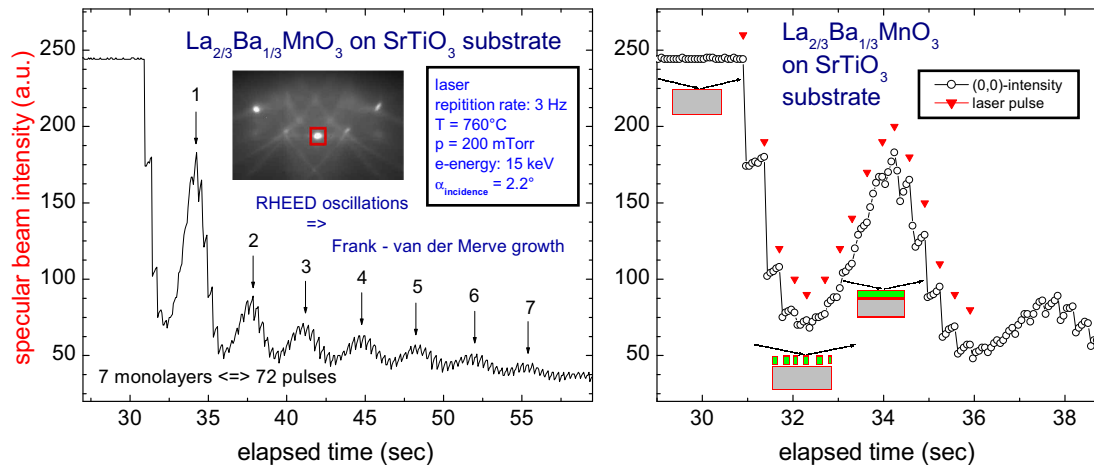 La2/3Ba1/3MnO3 on SrTiO3 substrate
laser
repitition rate: 3 Hz
T = 760°C
p = 200 mTorr
e-energy: 15 keV
αincidence = 2.2°
RHEED oscillations
=>
Frank - van der Merve growth
1
2
3
4
5
6
7
7 monolayers <=> 72 pulses
specular beam intensity (a.u.)
250
200
150
100
50
30
35
40
45
50
55
elapsed time (sec)
La2/3Ba1/3MnO3
on SrTiO3
substrate
(0,0)-intensity
laser pulse
250
200
150
100
50
30
32
34
36
38
elapsed time (sec)